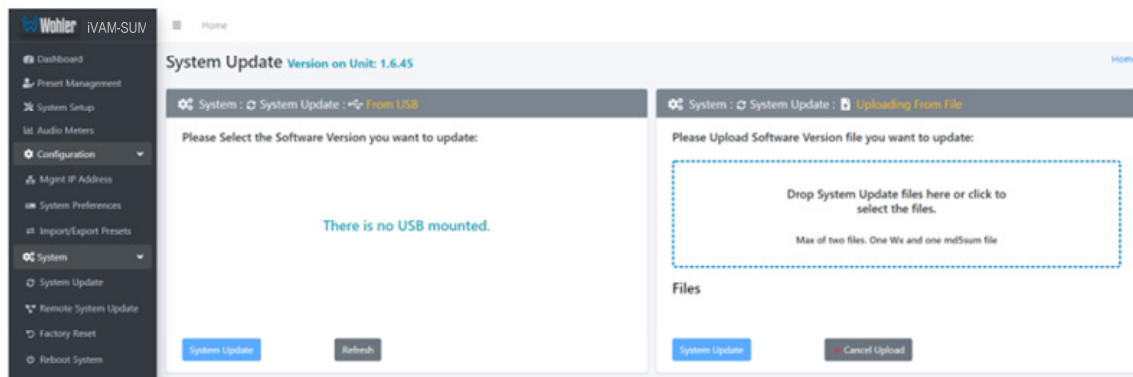 Wohler iVAM-SUM
Home
DashBoard
Preset Management
System Setup
Audio Meters
Configuration
Mgmt IP Address
System Preferences
Import/Export Presets
System
System Update
Remote System Update
Factory Reset
Reboot System
System Update Version on Unit: 1.6.45
Home
System : System Update : From USB
Please Select the Software Version you want to update:
There is no USB mounted.
System Update
Refresh
System : System Update : Uploading From File
Please Upload Software Version file you want to update:
Drop System Update files here or click to
select the files.
Max of two files. One Wx and one md5sum file
Files
System Update
Cancel Upload